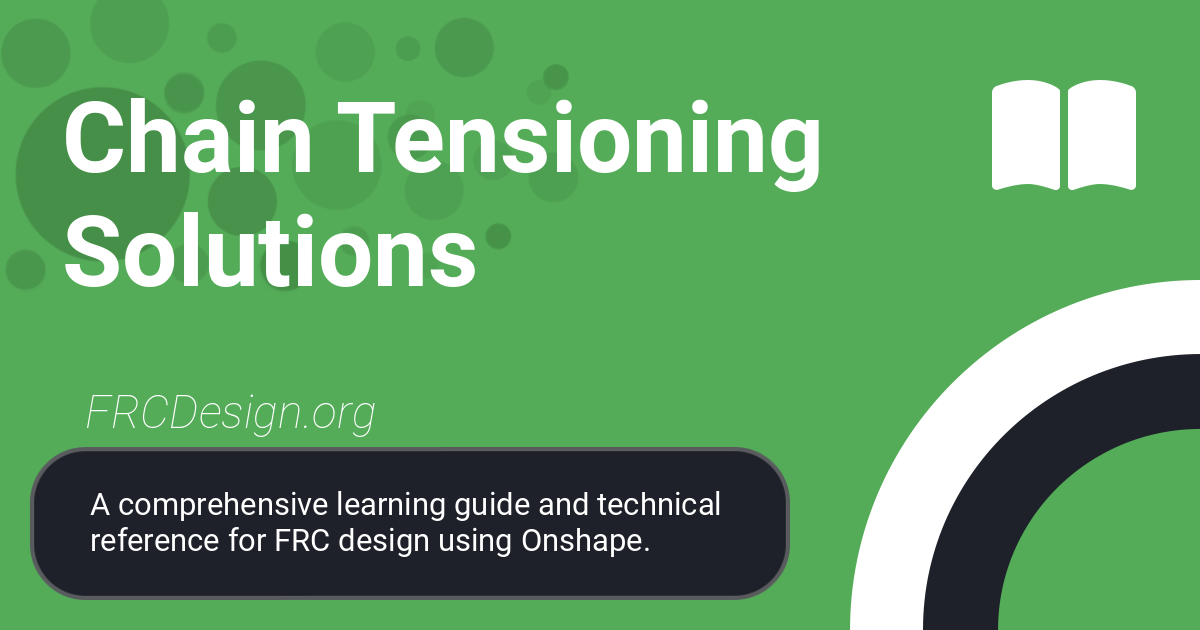 Chain Tensioning
Solutions
FRCDesign.org
A comprehensive learning guide and technical
reference for FRC design using Onshape.